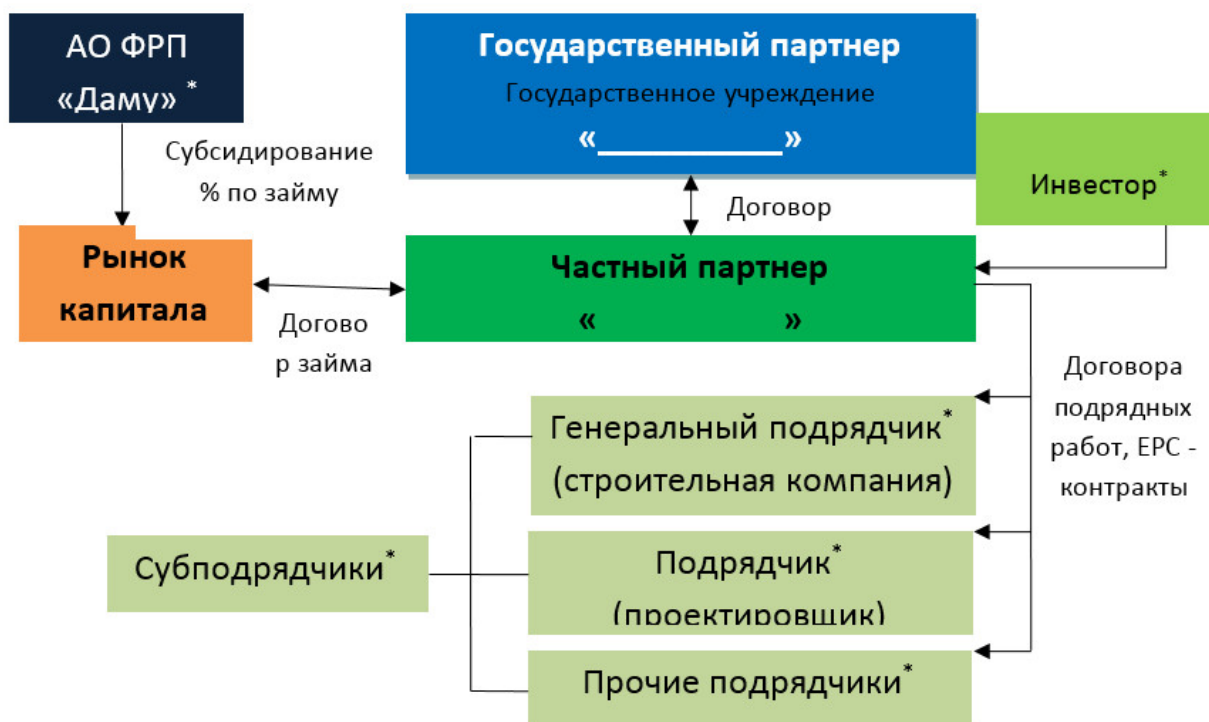 АО ФРП
«Даму» *
Государственный партнер
Государственное учреждение
«___________»
Субсидирование
% по займу
Инвестор*
Договор
Рынок
капитала
Частный партнер
« »
Догово
р займа
Договора
подрядных
работ, EPC -
контракты
Генеральный подрядчик*
(строительная компания)
Субподрядчики*
Подрядчик*
(проектировщик)
Прочие подрядчики*